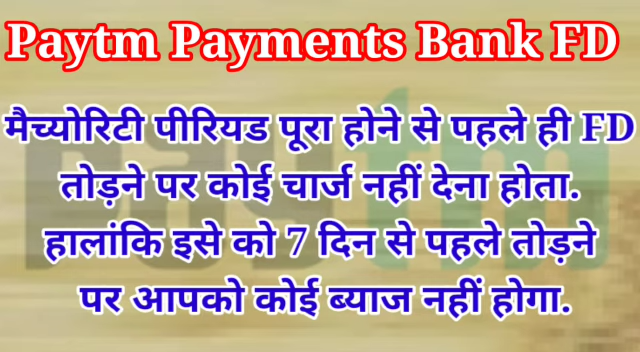 Paytm Payments Bank FD
मैच्योरिटी पीरियड पूरा होने से पहले ही FD
तोड़ने पर कोई चार्ज नहीं देना होता.
हालांकि इसे को 7 दिन से पहले तोड़ने
पर आपको कोई ब्याज नहीं होगा.